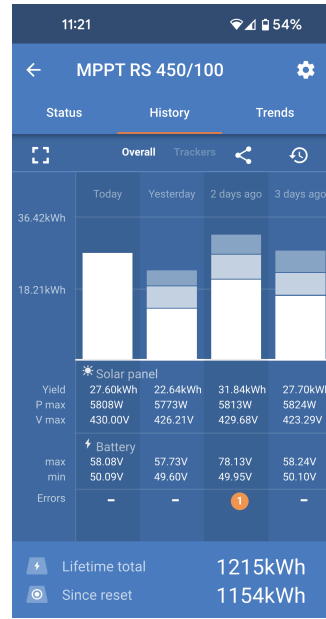 11:21 54%
MPPT RS 450/100
Status History Trends
Overall Trackers
Today Yesterday 2 days ago 3 days ago
36.42kWh
18.21kWh
Solar panel
Yield 27.60kWh 22.64kWh 31.84kWh 27.70kW
P max 5808W 5773W 5813W 5824W
V max 430.00V 426.21V 429.68V 423.29V
Battery
max 58.08V 57.73V 78.13V 58.24V
min 50.09V 49.60V 49.95V 50.10V
Errors – – 1 –
Lifetime total 1215kWh
Since reset 1154kWh